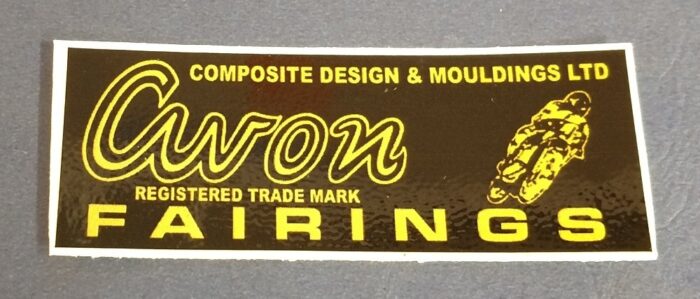 COMPOSITE DESIGN & MOULDINGS LTD
Avon
REGISTERED TRADE MARK
FAIRINGS